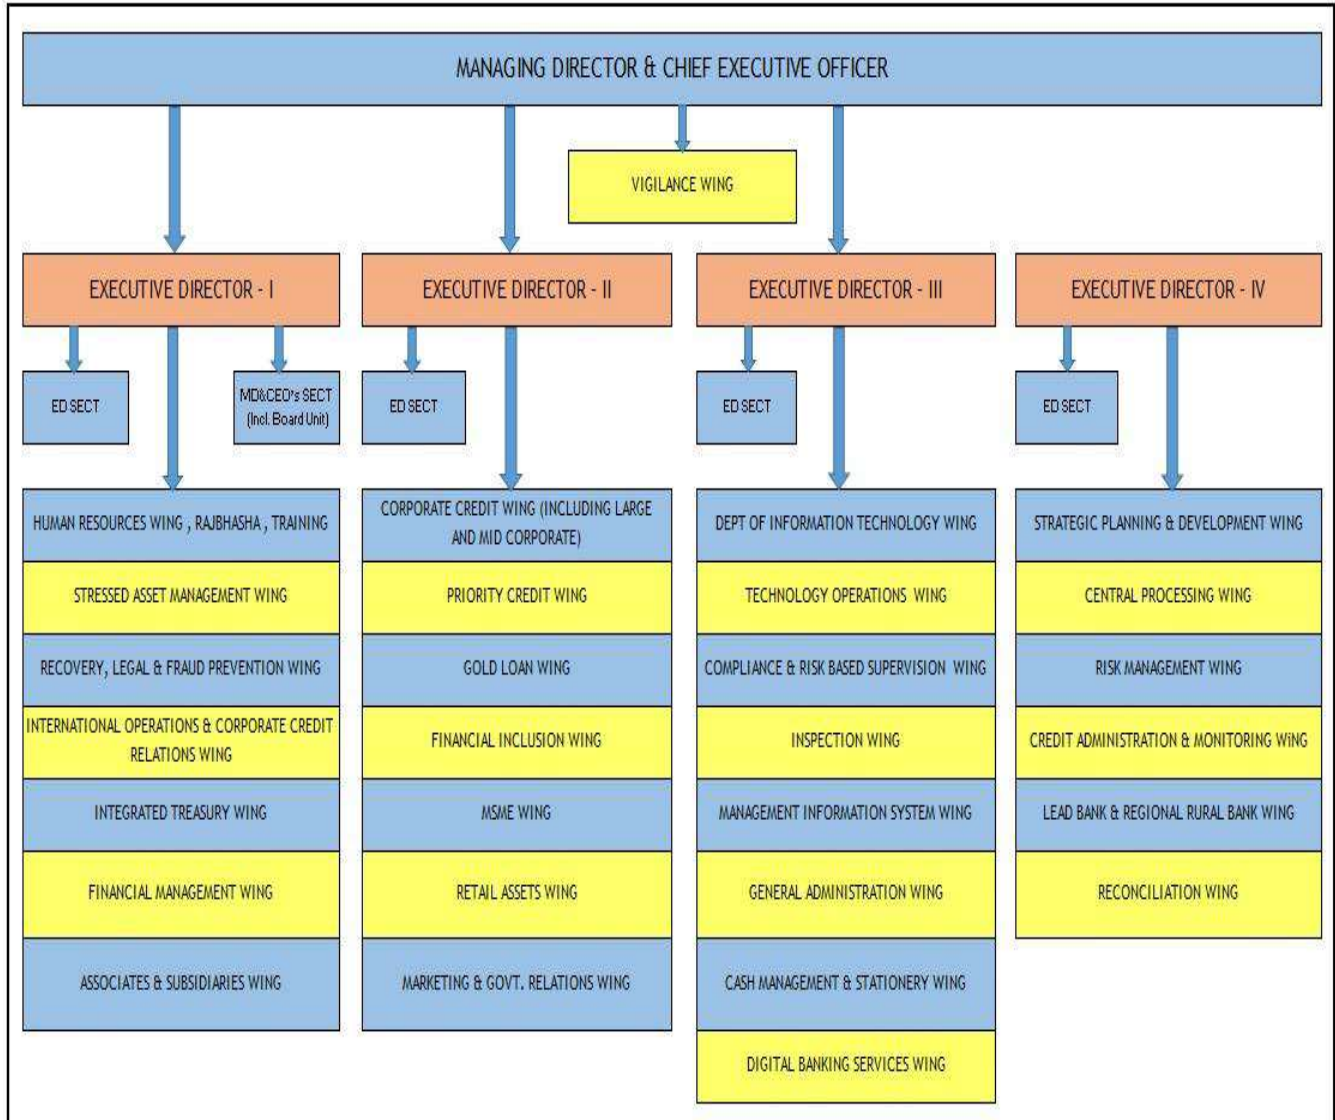 MANAGING DIRECTOR & CHIEF EXECUTIVE OFFICER
VIGILANCE WING
EXECUTIVE DIRECTOR - I
EXECUTIVE DIRECTOR - II
EXECUTIVE DIRECTOR - III
EXECUTIVE DIRECTOR - IV
ED SECT
MD&CEO's SECT
(Incl. Board Unit)
ED SECT
ED SECT
ED SECT
HUMAN RESOURCES WING , RAJBHASHA , TRAINING
STRESSED ASSET MANAGEMENT WING
RECOVERY, LEGAL & FRAUD PREVENTION WING
INTERNATIONAL OPERATIONS & CORPORATE CREDIT
RELATIONS WING
INTEGRATED TREASURY WING
FINANCIAL MANAGEMENT WING
ASSOCIATES & SUBSIDIARIES WING
CORPORATE CREDIT WING (INCLUDING LARGE
AND MID CORPORATE)
PRIORITY CREDIT WING
GOLD LOAN WING
FINANCIAL INCLUSION WING
MSME WING
RETAIL ASSETS WING
MARKETING & GOVT. RELATIONS WING
DEPT OF INFORMATION TECHNOLOGY WING
TECHNOLOGY OPERATIONS WING
COMPLIANCE & RISK BASED SUPERVISION WING
INSPECTION WING
MANAGEMENT INFORMATION SYSTEM WING
GENERAL ADMINISTRATION WING
CASH MANAGEMENT & STATIONERY WING
DIGITAL BANKING SERVICES WING
STRATEGIC PLANNING & DEVELOPMENT WING
CENTRAL PROCESSING WING
RISK MANAGEMENT WING
CREDIT ADMINISTRATION & MONITORING WiNG
LEAD BANK & REGIONAL RURAL BANK WING
RECONCILIATION WING